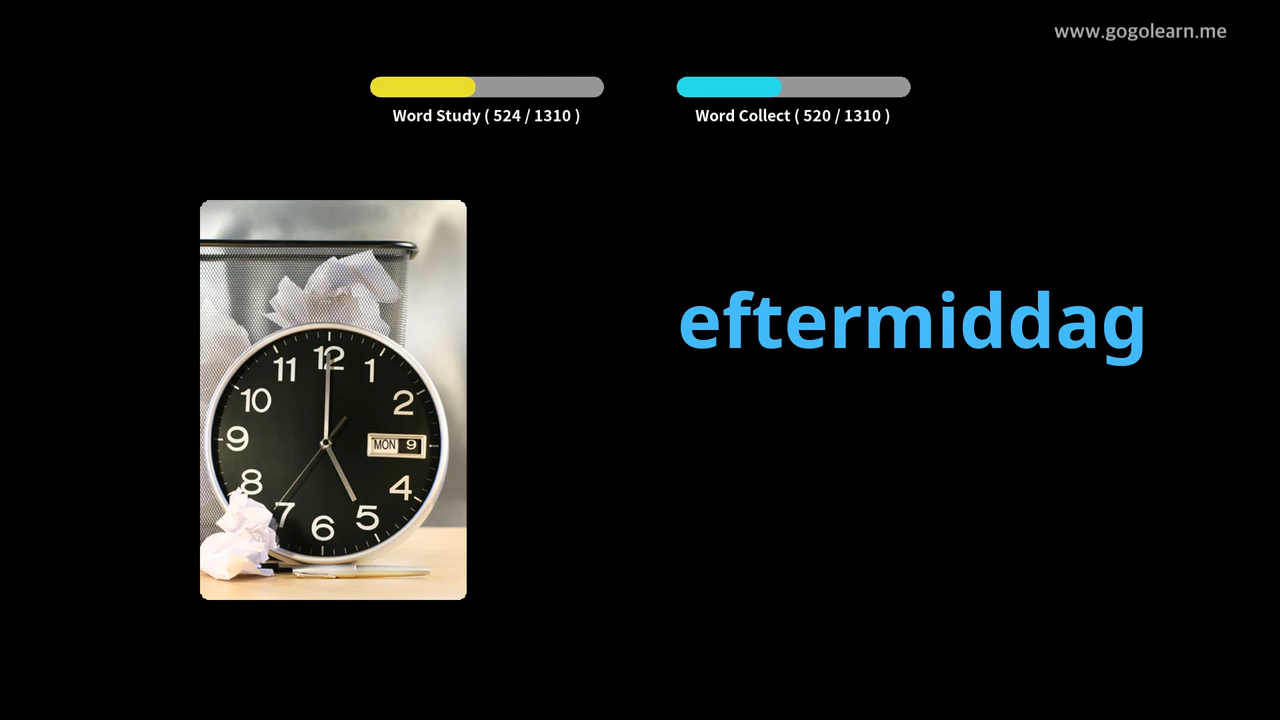 www.gogolearn.me
Word Study ( 524 / 1310 )
Word Collect ( 520 / 1310 )
eftermiddag
12
11
1
10
2
9
MON 9
8
4
7
5
6